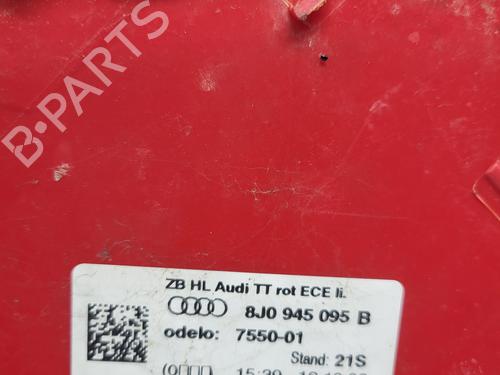 B-PARTS
ZB HL Audi TT rot ECE li.
8J0 945 095 B
odelo: 7550-01
Stand: 21S